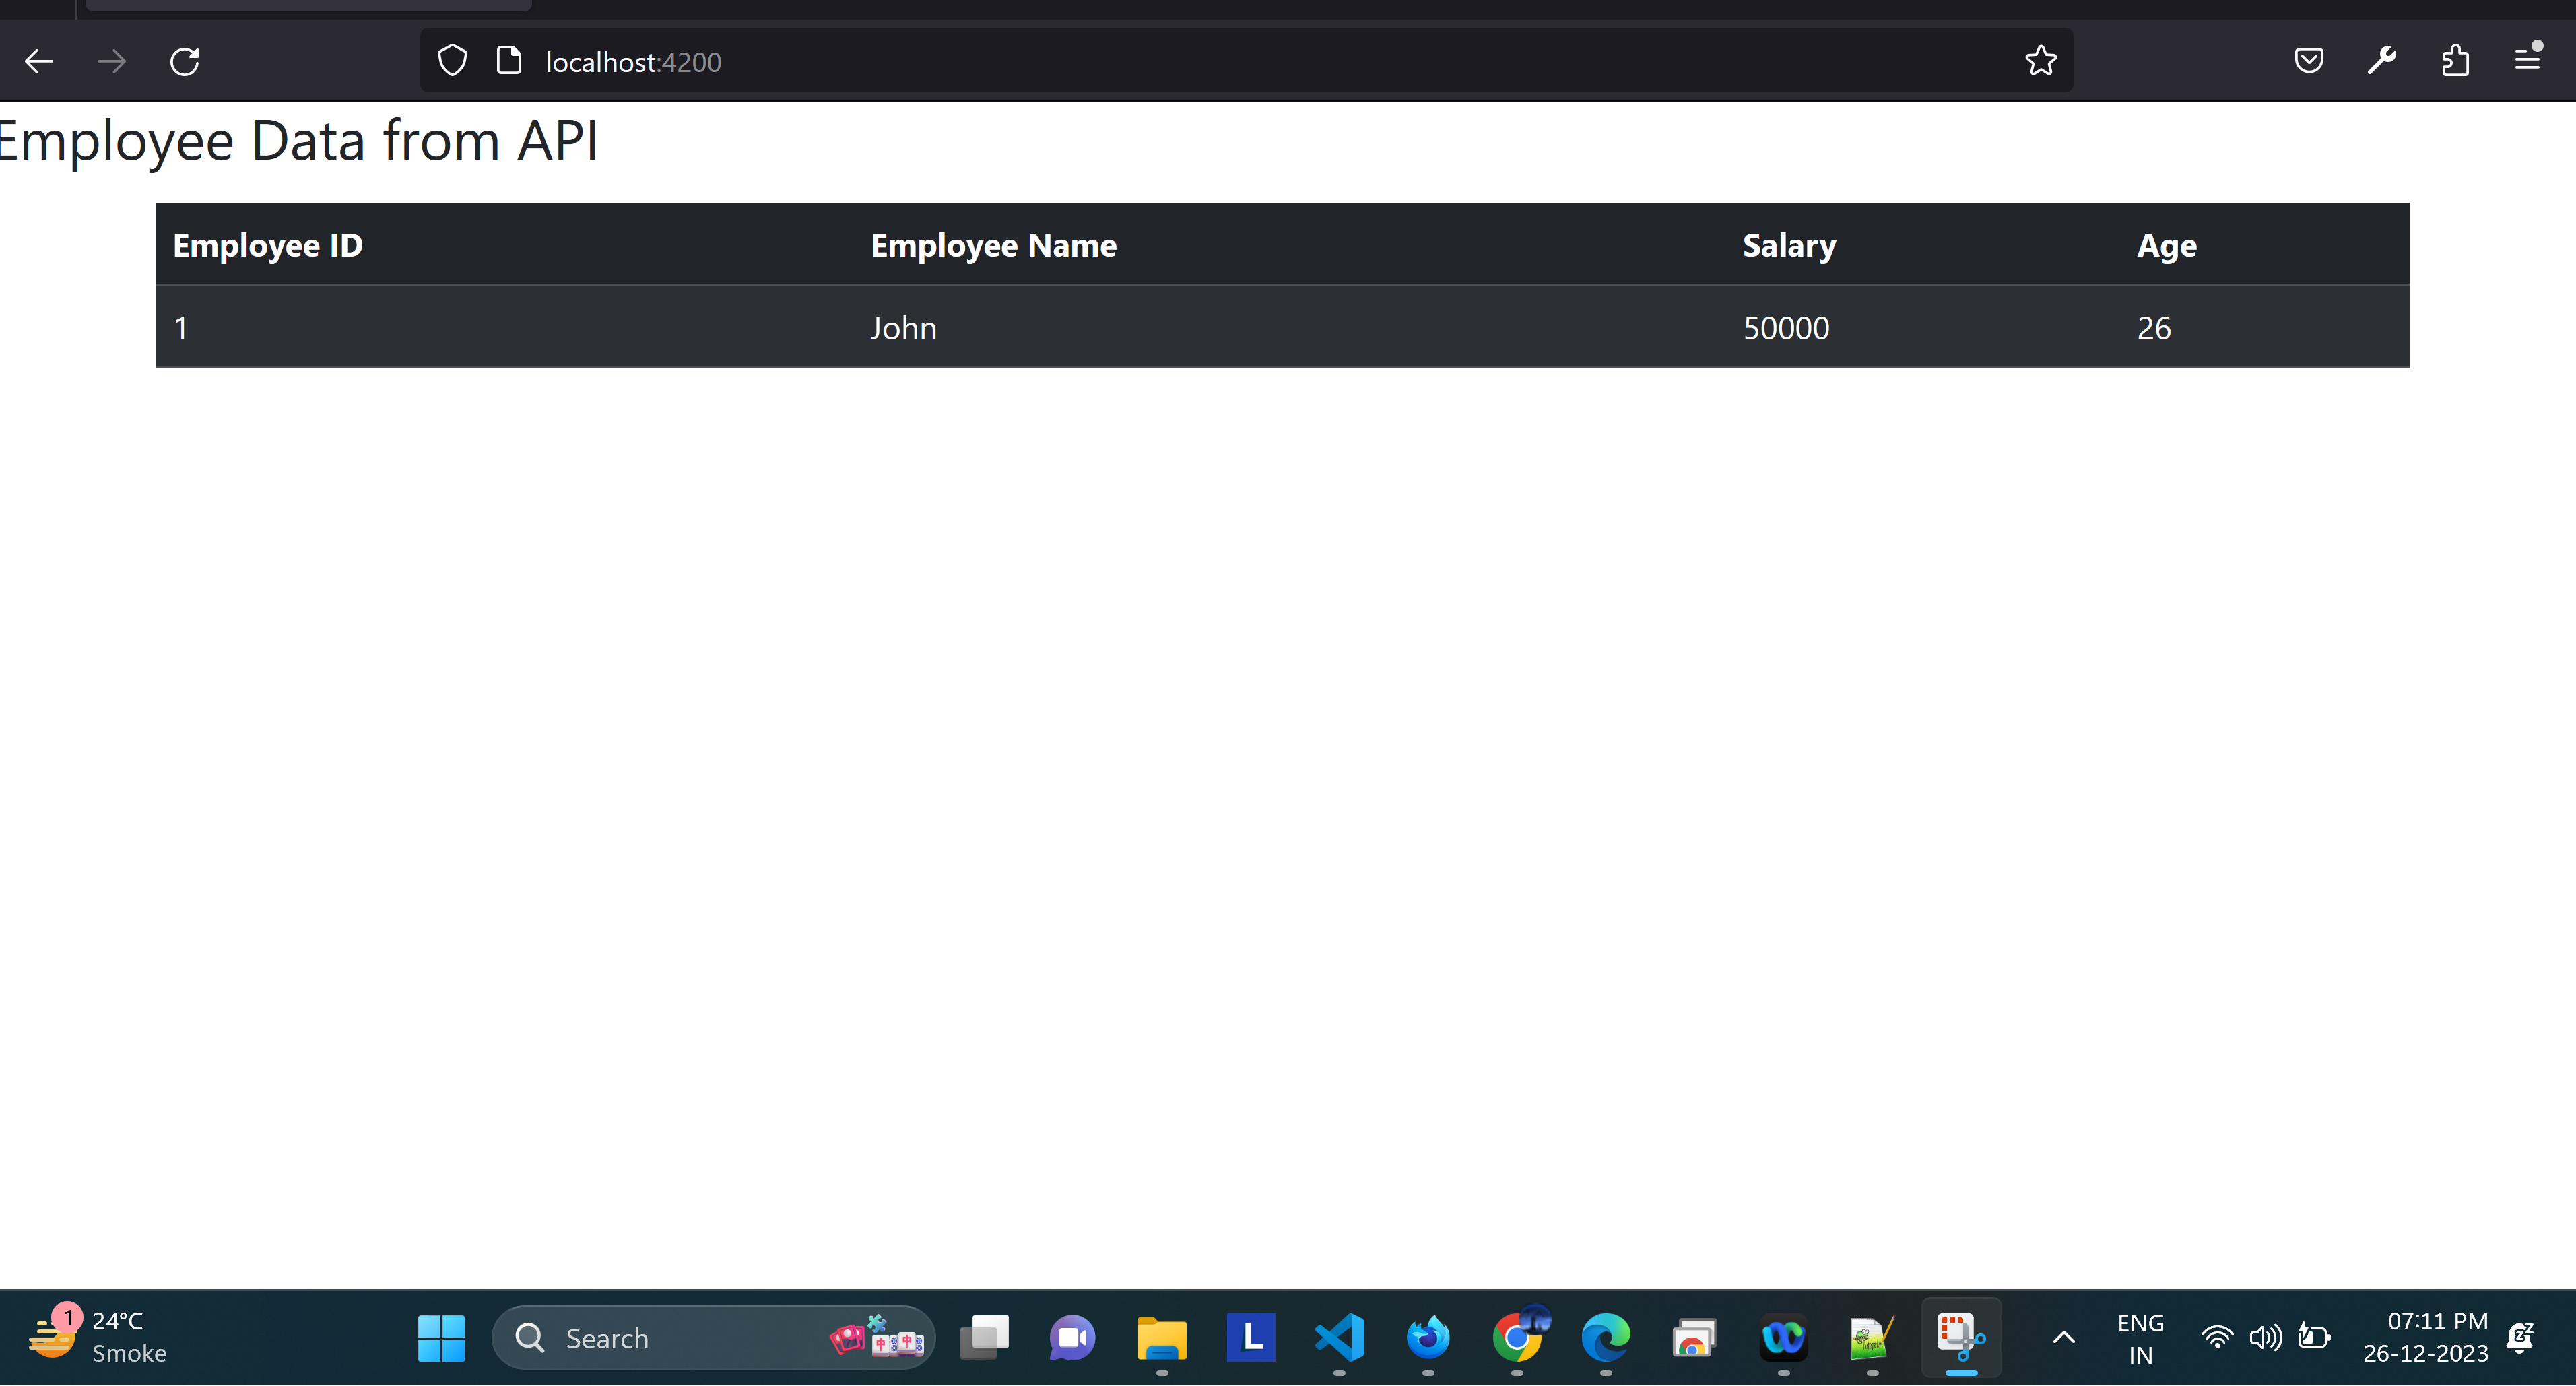 localhost:4200
Employee Data from API
Employee ID Employee Name Salary Age
1 John 50000 26
1
24°C
Smoke
Search
L
ENG
IN
07:11 PM
26-12-2023